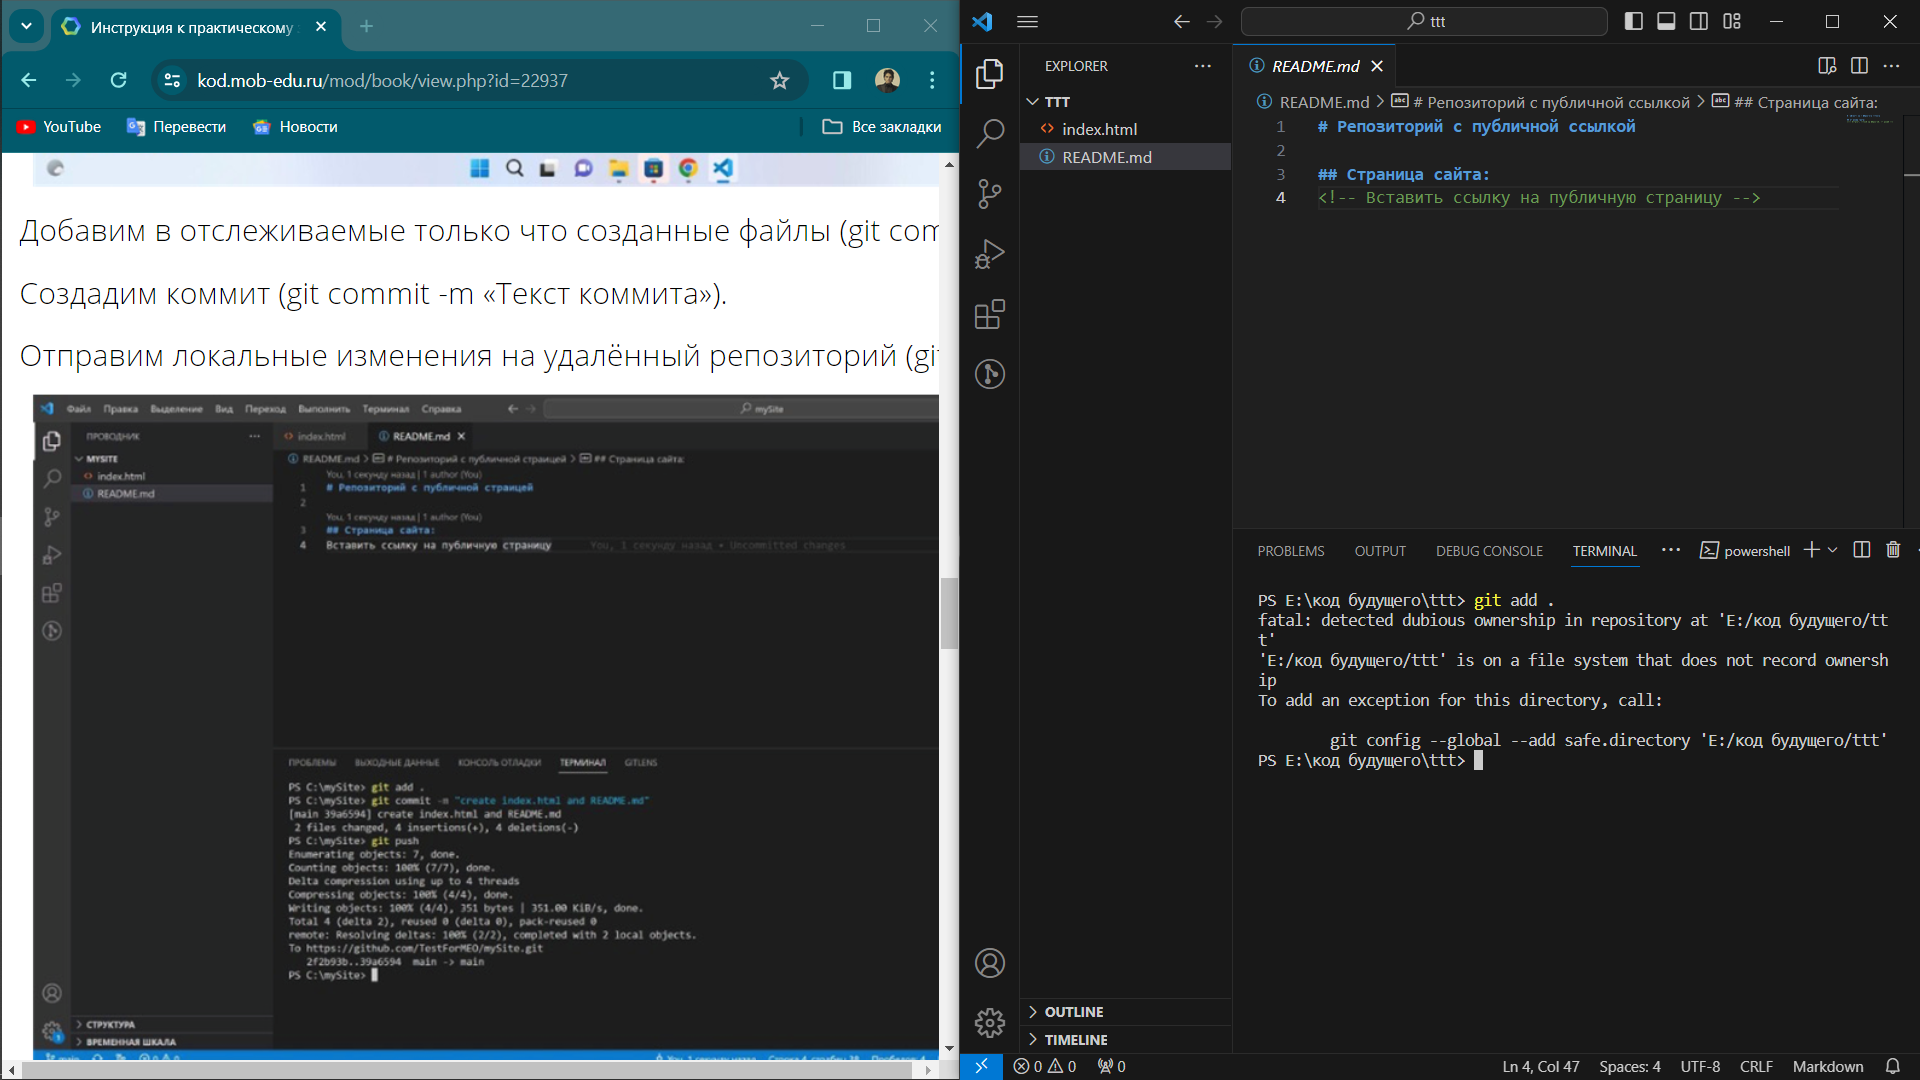 Инструкция к практическому
kod.mob-edu.ru/mod/book/view.php?id=22937
YouTube
Перевести
Новости
Все закладки
Добавим в отслеживаемые только что созданные файлы (git com
Создадим коммит (git commit -m «Текст коммита»).
Отправим локальные изменения на удалённый репозиторий (git
Файл Правка Выделение Вид Переход Выполнить Терминал Справка
mySite
ПРОВОДНИК
index.html
README.md
MYSITE
index.html
README.md
README.md > # Репозиторий с публичной страицей > ## Страница сайта:
You, 1 секунду назад | 1 author (You)
1 # Репозиторий с публичной страицей
2
You, 1 секунду назад | 1 author (You)
3 ## Страница сайта:
4 Вставить ссылку на публичную страницу You, 1 секунду назад • Uncommitted changes
ПРОБЛЕМЫ ВЫХОДНЫЕ ДАННЫЕ КОНСОЛЬ ОТЛАДКИ ТЕРМИНАЛ GITLENS
PS C:\mySite> git add .
PS C:\mySite> git commit -m "create index.html and README.md"
[main 39a6594] create index.html and README.md
2 files changed, 4 insertions(+), 4 deletions(-)
PS C:\mySite> git push
Enumerating objects: 7, done.
Counting objects: 100% (7/7), done.
Delta compression using up to 4 threads
Compressing objects: 100% (4/4), done.
Writing objects: 100% (4/4), 351 bytes | 351.00 KiB/s, done.
Total 4 (delta 2), reused 0 (delta 0), pack-reused 0
remote: Resolving deltas: 100% (2/2), completed with 2 local objects.
To https://github.com/TestForMEO/mySite.git
2f2b93b..39a6594 main -> main
PS C:\mySite>
СТРУКТУРА
ВРЕМЕННАЯ ШКАЛА
ttt
EXPLORER
TTT
index.html
README.md
OUTLINE
TIMELINE
README.md
README.md > # Репозиторий с публичной ссылкой > ## Страница сайта:
1 # Репозиторий с публичной ссылкой
2
3 ## Страница сайта:
4 <!-- Вставить ссылку на публичную страницу -->
PROBLEMS OUTPUT DEBUG CONSOLE TERMINAL powershell
PS E:\код будущего\ttt> git add .
fatal: detected dubious ownership in repository at 'E:/код будущего/tt
t'
'E:/код будущего/ttt' is on a file system that does not record ownersh
ip
To add an exception for this directory, call:
git config --global --add safe.directory 'E:/код будущего/ttt'
PS E:\код будущего\ttt>
0 0 0
Ln 4, Col 47 Spaces: 4 UTF-8 CRLF Markdown